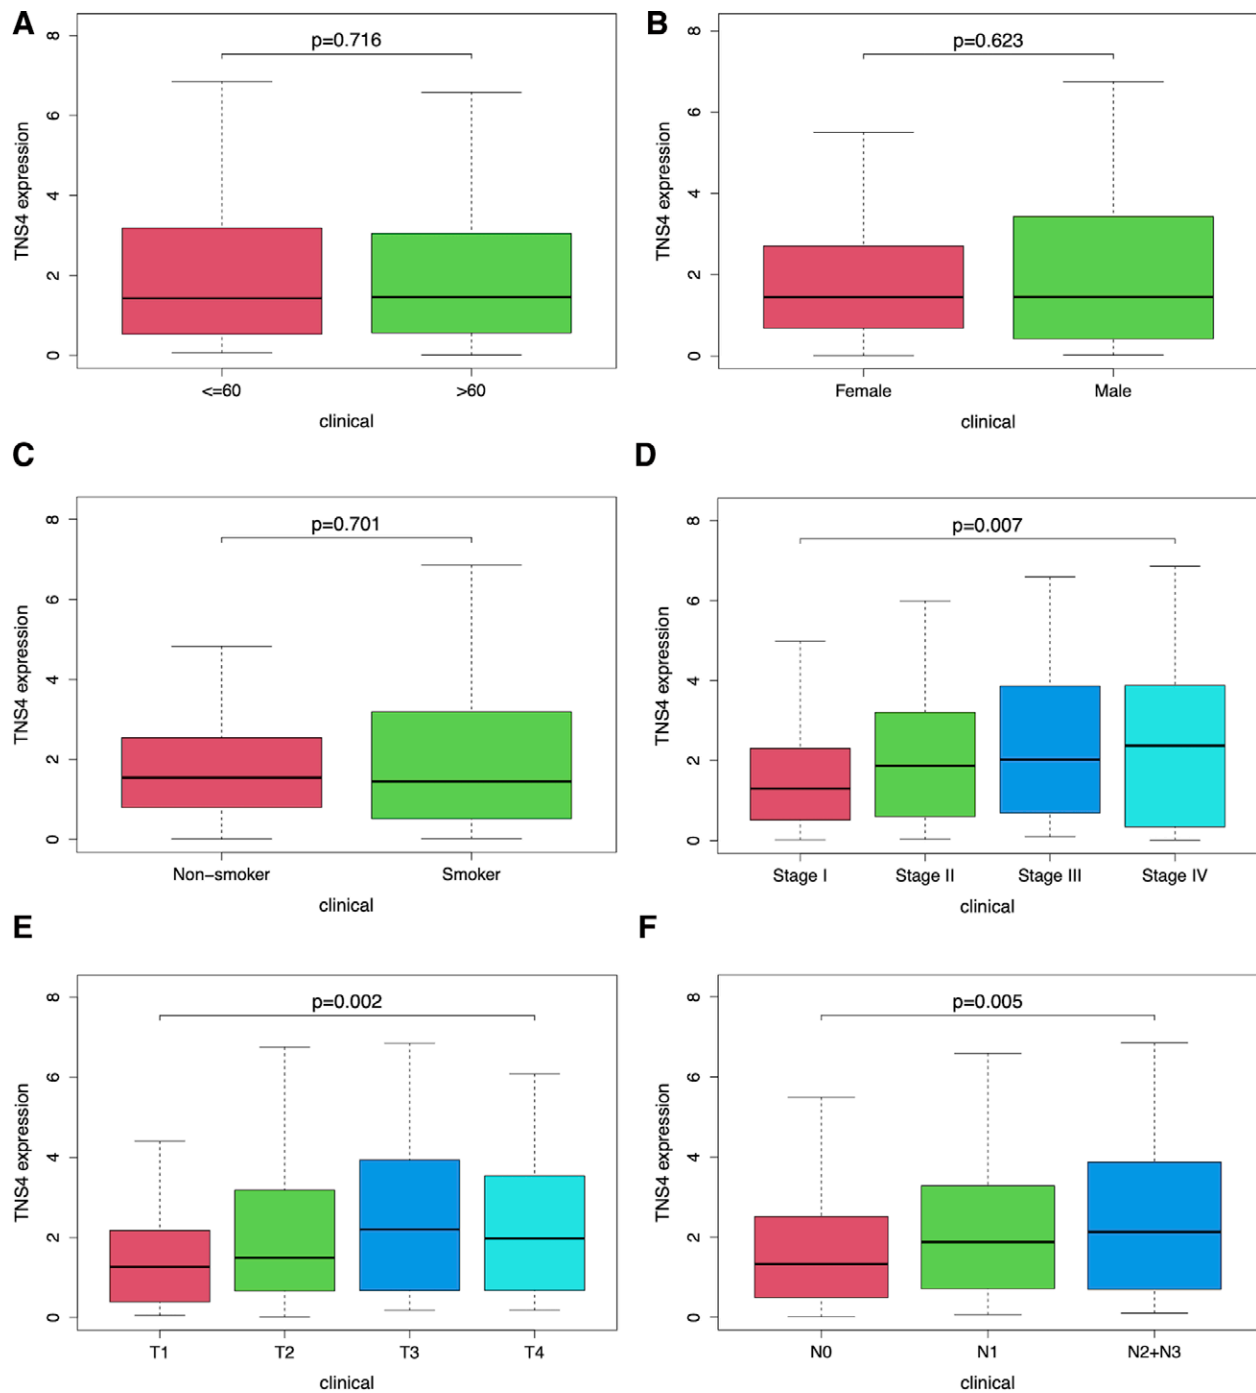 A
p=0.716
TNS4 expression
0 2 4 6 8
<=60 >60
clinical
B
p=0.623
TNS4 expression
0 2 4 6 8
Female Male
clinical
C
p=0.701
TNS4 expression
0 2 4 6 8
Non−smoker Smoker
clinical
D
p=0.007
TNS4 expression
0 2 4 6 8
Stage I Stage II Stage III Stage IV
clinical
E
p=0.002
TNS4 expression
0 2 4 6 8
T1 T2 T3 T4
clinical
F
p=0.005
TNS4 expression
0 2 4 6 8
N0 N1 N2+N3
clinical